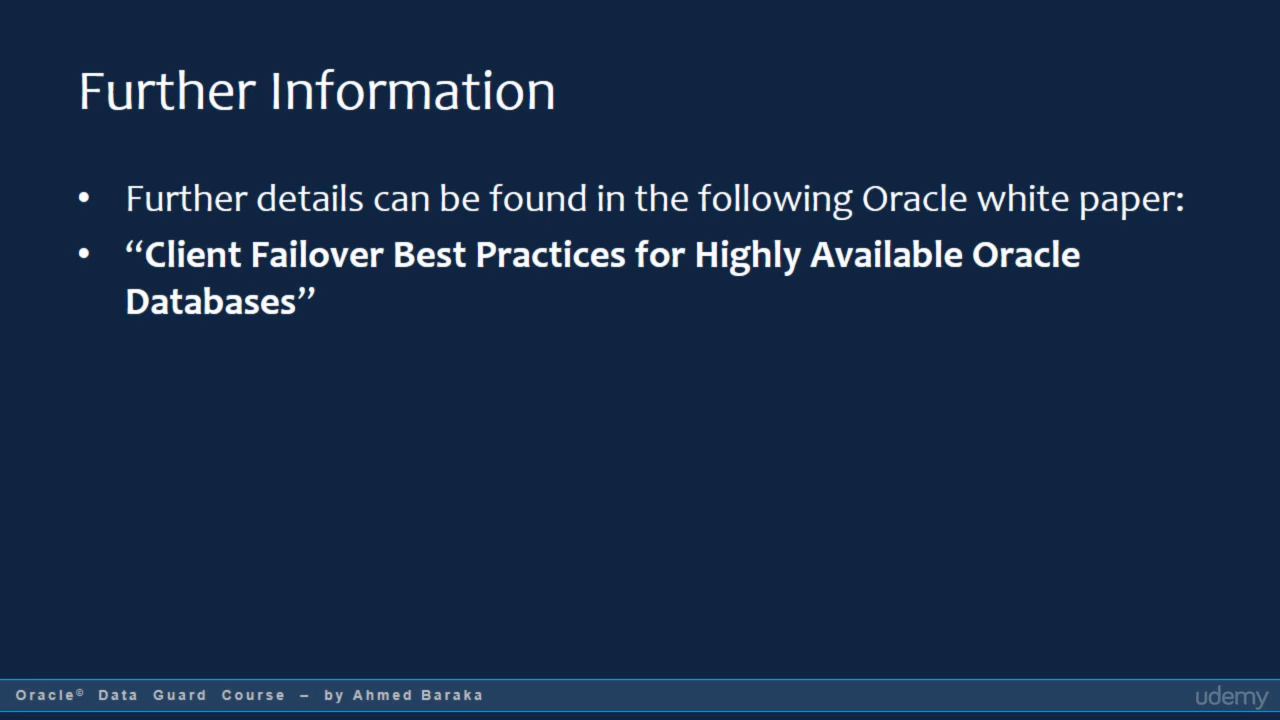 Further Information
• Further details can be found in the following Oracle white paper:
• “Client Failover Best Practices for Highly Available Oracle
Databases”
Oracle© Data Guard Course – by Ahmed Baraka
udemy